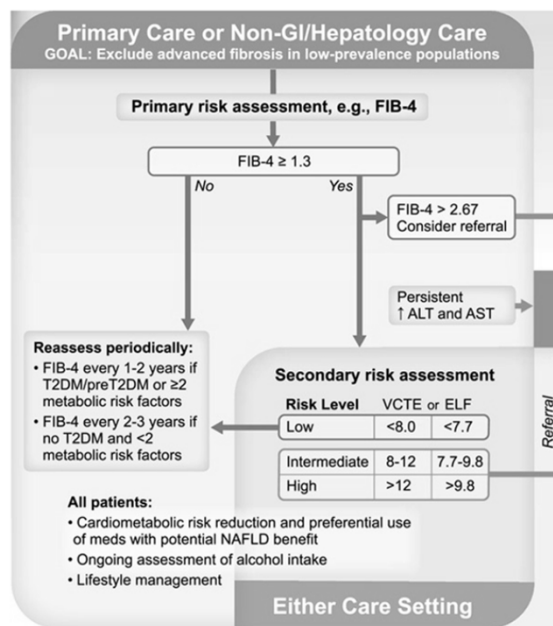 Primary Care or Non-GI/Hepatology Care
GOAL: Exclude advanced fibrosis in low-prevalence populations
Primary risk assessment, e.g., FIB-4
FIB-4 ≥ 1.3
No
Yes
FIB-4 > 2.67
Consider referral
Persistent
↑ ALT and AST
Reassess periodically:
• FIB-4 every 1-2 years if
T2DM/preT2DM or ≥2
metabolic risk factors
• FIB-4 every 2-3 years if
no T2DM and <2
metabolic risk factors
Secondary risk assessment
Risk Level VCTE or ELF
Low <8.0 <7.7
Intermediate 8-12 7.7-9.8
High >12 >9.8
Referral
All patients:
• Cardiometabolic risk reduction and preferential use
of meds with potential NAFLD benefit
• Ongoing assessment of alcohol intake
• Lifestyle management
Either Care Setting